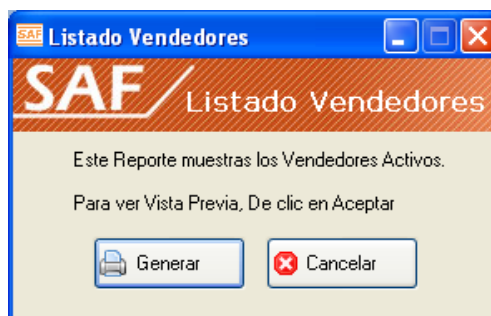 SAF Listado Vendedores
SAF Listado Vendedores
Este Reporte muestras los Vendedores Activos.
Para ver Vista Previa, De clic en Aceptar
Generar Cancelar